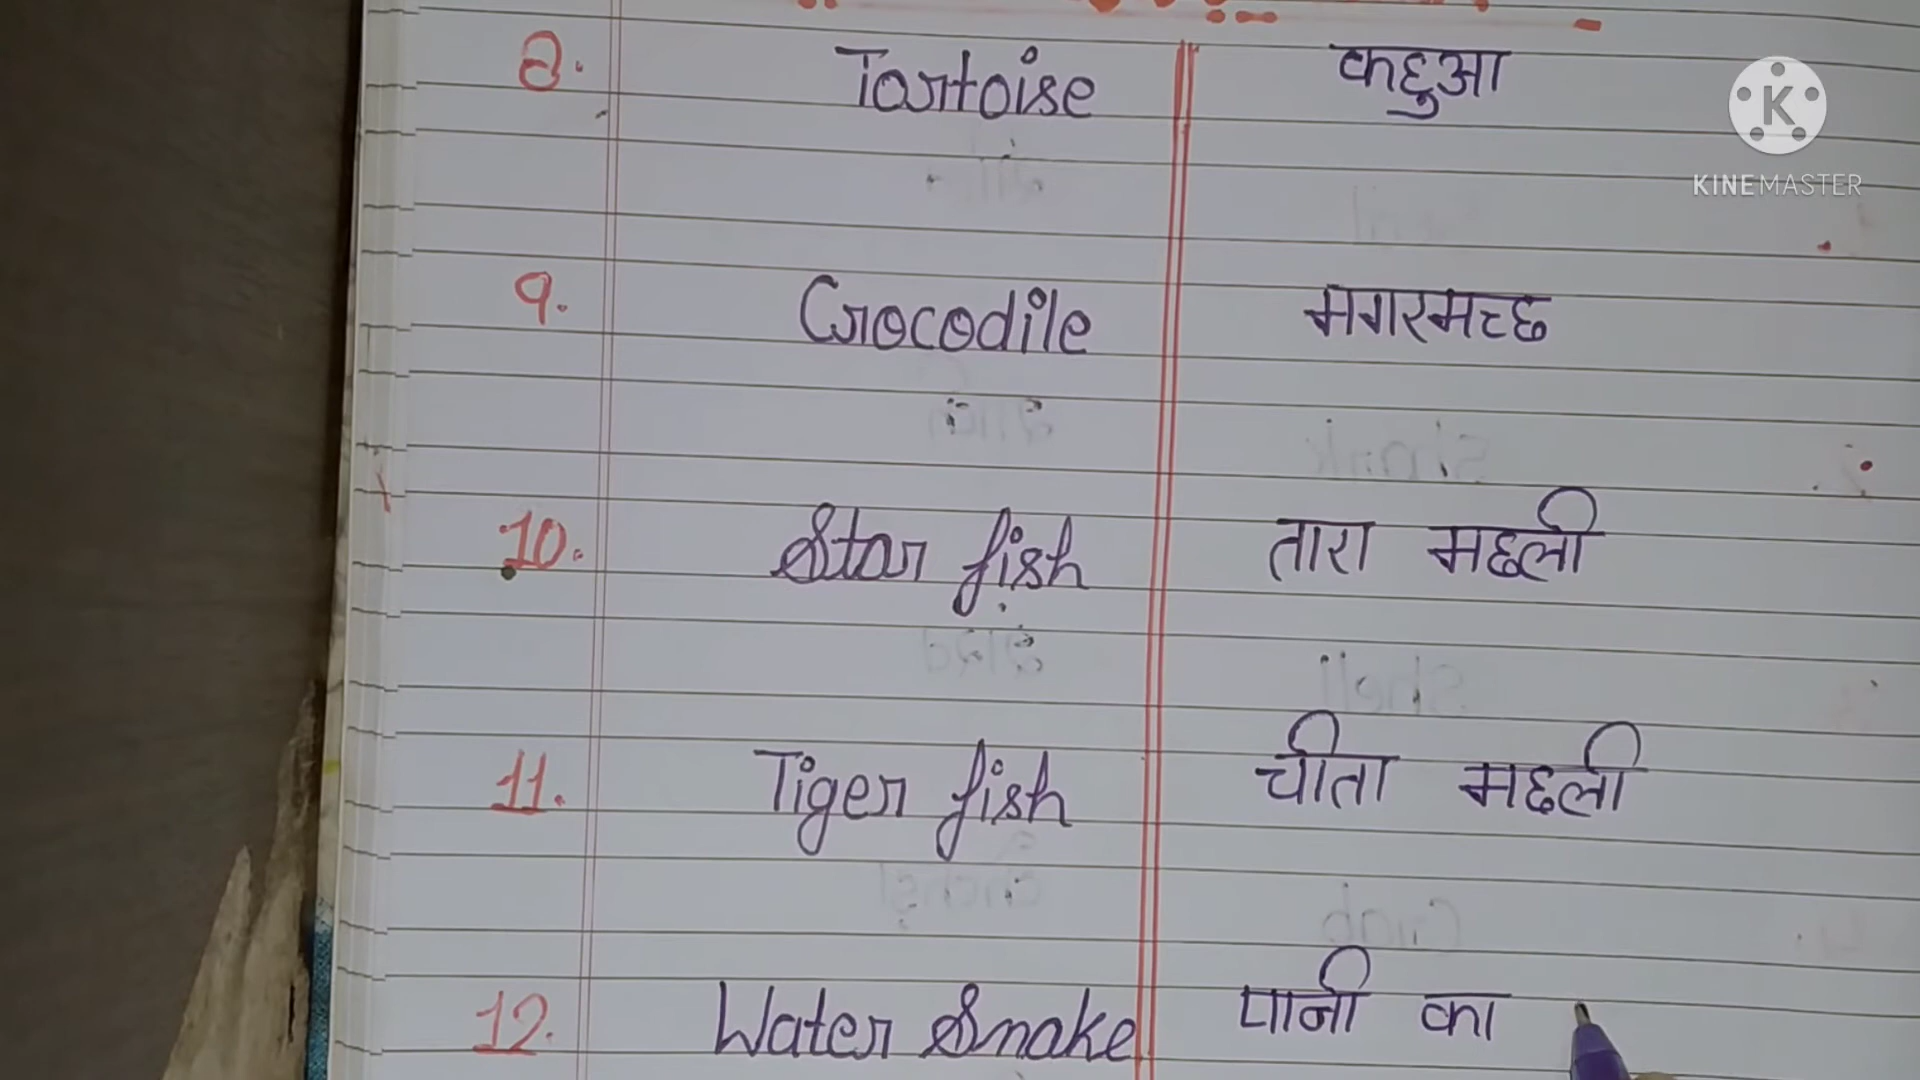 8. Tortoise कछुआ
KINEMASTER
9. Crocodile मगरमच्छ
10. Star fish तारा मछली
11. Tiger fish चीता मछली
12. Water Snake पानी का